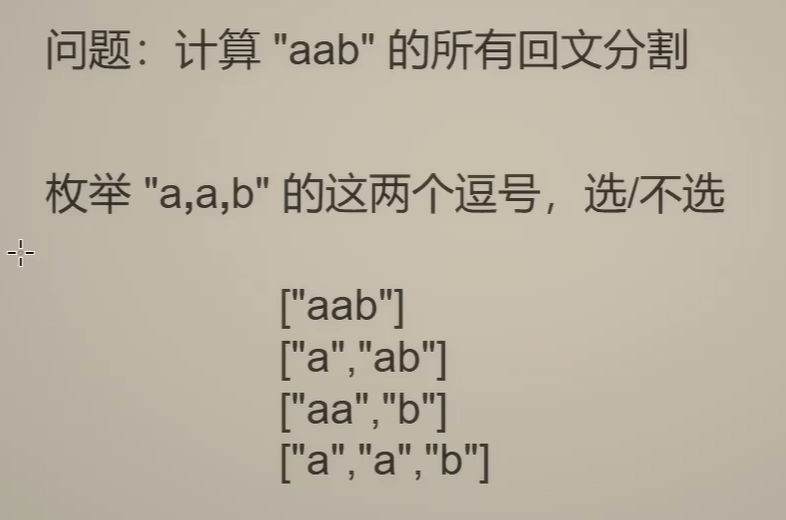 问题：计算 "aab" 的所有回文分割
枚举 "a,a,b" 的这两个逗号，选/不选
["aab"]
["a","ab"]
["aa","b"]
["a","a","b"]